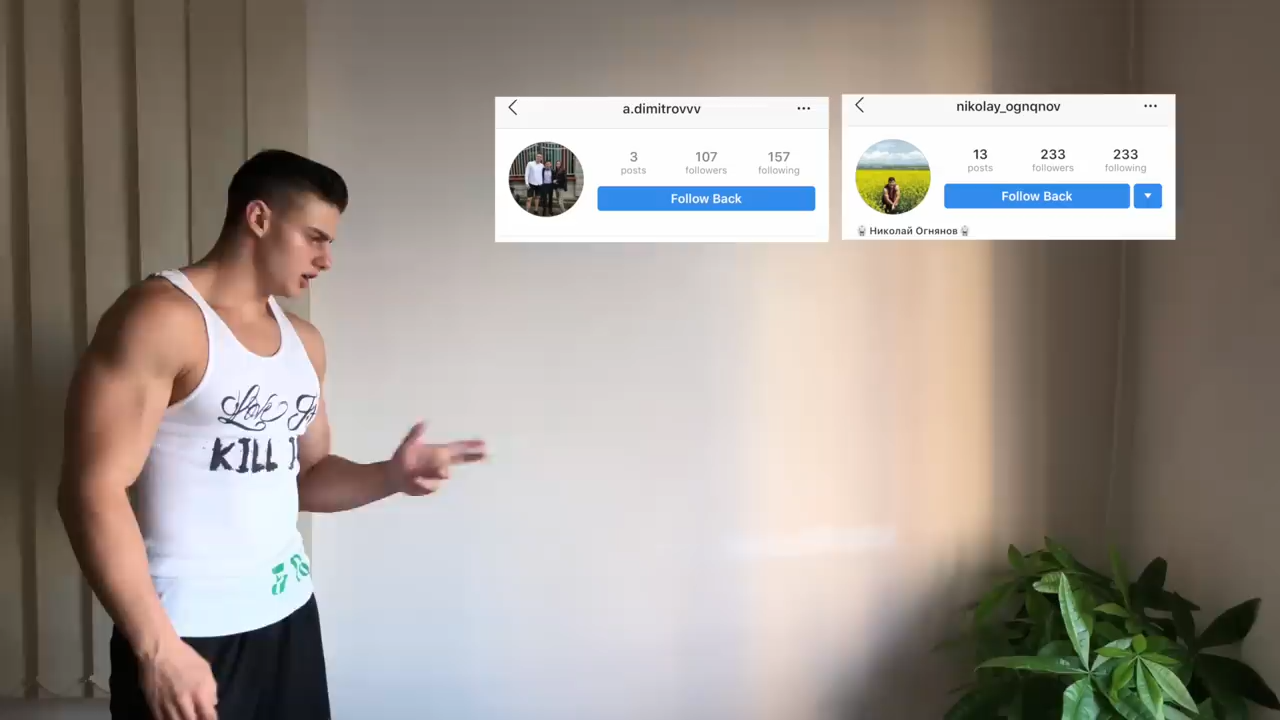 a.dimitrovvv
3 107 157
posts followers following
Follow Back
nikolay_ognqnov
13 233 233
posts followers following
Follow Back
Николай Огнянов
Love
KILL